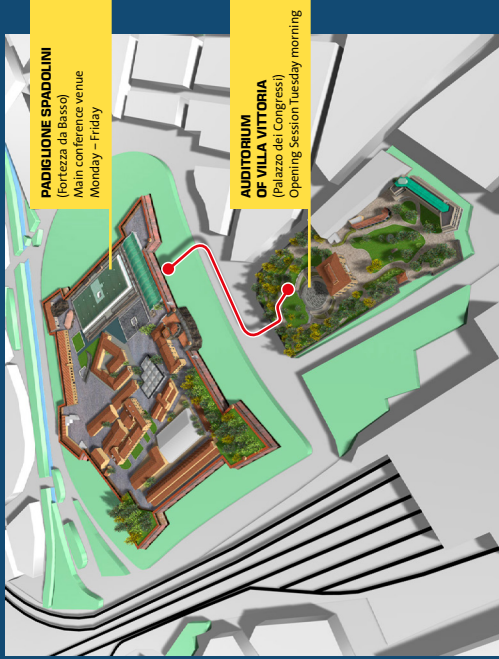 PADIGLIONE SPADOLINI
(Fortezza da Basso)
Main conference venue
Monday – Friday
AUDITORIUM
OF VILLA VITTORIA
(Palazzo dei Congressi)
Opening Session Tuesday morning